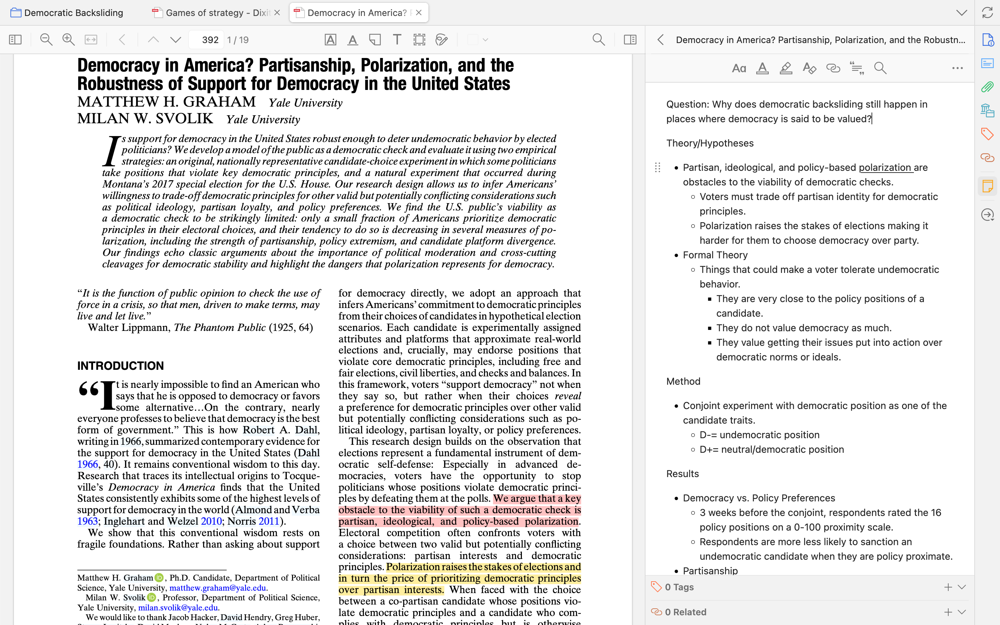 Democratic Backsliding
Games of strategy - Dixit
Democracy in America?
392 1 / 19
Democracy in America? Partisanship, Polarization, and the
Robustness of Support for Democracy in the United States
MATTHEW H. GRAHAM Yale University
MILAN W. SVOLIK Yale University
Is support for democracy in the United States robust enough to deter undemocratic behavior by elected
politicians? We develop a model of the public as a democratic check and evaluate it using two empirical
strategies: an original, nationally representative candidate-choice experiment in which some politicians
take positions that violate key democratic principles, and a natural experiment that occurred during
Montana's 2017 special election for the U.S. House. Our research design allows us to infer Americans'
willingness to trade-off democratic principles for other valid but potentially conflicting considerations such
as political ideology, partisan loyalty, and policy preferences. We find the U.S. public's viability as
a democratic check to be strikingly limited: only a small fraction of Americans prioritize democratic
principles in their electoral choices, and their tendency to do so is decreasing in several measures of po-
larization, including the strength of partisanship, policy extremism, and candidate platform divergence.
Our findings echo classic arguments about the importance of political moderation and cross-cutting
cleavages for democratic stability and highlight the dangers that polarization represents for democracy.
“It is the function of public opinion to check the use of
force in a crisis, so that men, driven to make terms, may
live and let live.”
Walter Lippmann, The Phantom Public (1925, 64)
INTRODUCTION
“It is nearly impossible to find an American who
says that he is opposed to democracy or favors
some alternative…On the contrary, nearly
everyone professes to believe that democracy is the best
form of government.” This is how Robert A. Dahl,
writing in 1966, summarized contemporary evidence for
the support for democracy in the United States (Dahl
1966, 40). It remains conventional wisdom to this day.
Research that traces its intellectual origins to Tocque-
ville's Democracy in America finds that the United
States consistently exhibits some of the highest levels of
support for democracy in the world (Almond and Verba
1963; Inglehart and Welzel 2010; Norris 2011).
We show that this conventional wisdom rests on
fragile foundations. Rather than asking about support
Matthew H. Graham iD, Ph.D. Candidate, Department of Political
Science, Yale University, matthew.graham@yale.edu.
Milan W. Svolik iD, Professor, Department of Political Science,
Yale University, milan.svolik@yale.edu.
We would like to thank Jacob Hacker, David Hendry, Greg Huber,
for democracy directly, we adopt an approach that
infers Americans' commitment to democratic principles
from their choices of candidates in hypothetical election
scenarios. Each candidate is experimentally assigned
attributes and platforms that approximate real-world
elections and, crucially, may endorse positions that
violate core democratic principles, including free and
fair elections, civil liberties, and checks and balances. In
this framework, voters “support democracy” not when
they say so, but rather when their choices reveal
a preference for democratic principles over other valid
but potentially conflicting considerations such as po-
litical ideology, partisan loyalty, or policy preferences.
This research design builds on the observation that
elections represent a fundamental instrument of dem-
ocratic self-defense: Especially in advanced de-
mocracies, voters have the opportunity to stop
politicians whose positions violate democratic princi-
ples by defeating them at the polls. We argue that a key
obstacle to the viability of such a democratic check is
partisan, ideological, and policy-based polarization.
Electoral competition often confronts voters with
a choice between two valid but potentially conflicting
considerations: partisan interests and democratic
principles. Polarization raises the stakes of elections and
in turn the price of prioritizing democratic principles
over partisan interests. When faced with the choice
between a co-partisan candidate whose positions vio-
late democratic principles and a candidate who com-
plies with democratic principles but is otherwise
Democracy in America? Partisanship, Polarization, and the Robustn...
Aa
Question: Why does democratic backsliding still happen in
places where democracy is said to be valued?
Theory/Hypotheses
• Partisan, ideological, and policy-based polarization are
obstacles to the viability of democratic checks.
◦ Voters must trade off partisan identity for democratic
principles.
◦ Polarization raises the stakes of elections making it
harder for them to choose democracy over party.
• Formal Theory
◦ Things that could make a voter tolerate undemocratic
behavior.
▪ They are very close to the policy positions of a
candidate.
▪ They do not value democracy as much.
▪ They value getting their issues put into action over
democratic norms or ideals.
Method
• Conjoint experiment with democratic position as one of the
candidate traits.
◦ D-= undemocratic position
◦ D+= neutral/democratic position
Results
• Democracy vs. Policy Preferences
◦ 3 weeks before the conjoint, respondents rated the 16
policy positions on a 0-100 proximity scale.
◦ Respondents are more less likely to sanction an
undemocratic candidate when they are policy proximate.
• Partisanship
0 Tags
0 Related